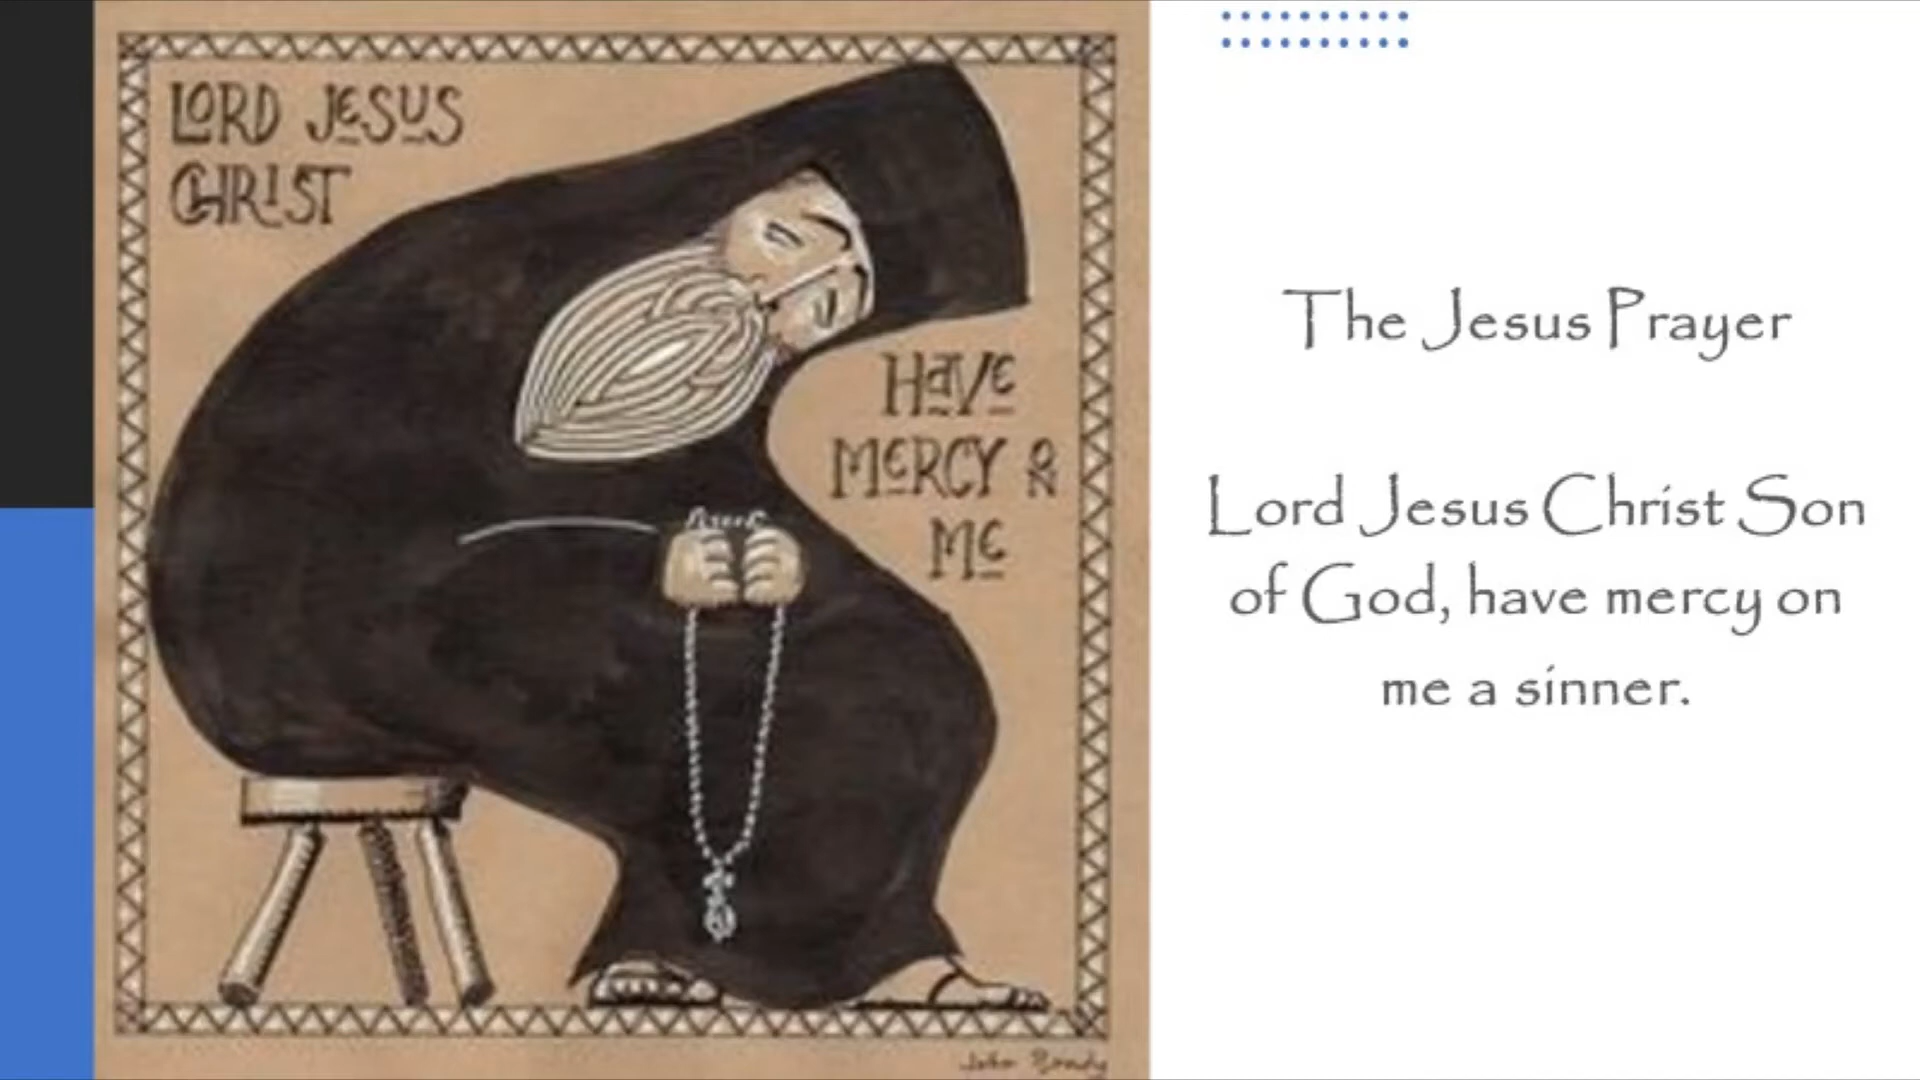 LORD JESUS
CHRIST
HAVE
MERCY ON
ME
The Jesus Prayer
Lord Jesus Christ Son
of God, have mercy on
me a sinner.